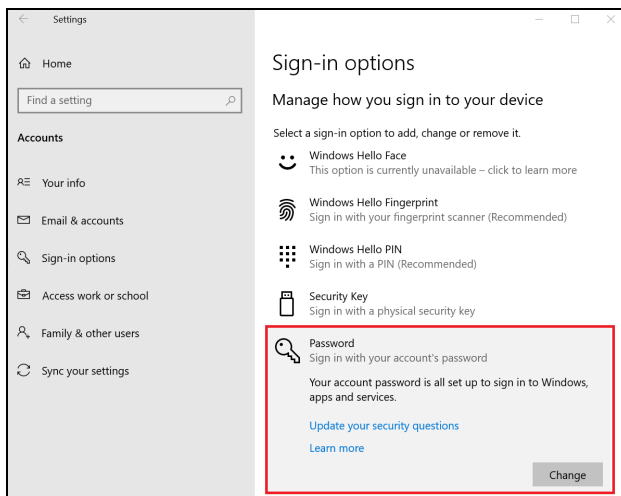 Settings
Home
Find a setting
Accounts
Your info
Email & accounts
Sign-in options
Access work or school
Family & other users
Sync your settings
Sign-in options
Manage how you sign in to your device
Select a sign-in option to add, change or remove it.
Windows Hello Face
This option is currently unavailable – click to learn more
Windows Hello Fingerprint
Sign in with your fingerprint scanner (Recommended)
Windows Hello PIN
Sign in with a PIN (Recommended)
Security Key
Sign in with a physical security key
Password
Sign in with your account's password
Your account password is all set up to sign in to Windows,
apps and services.
Update your security questions
Learn more
Change